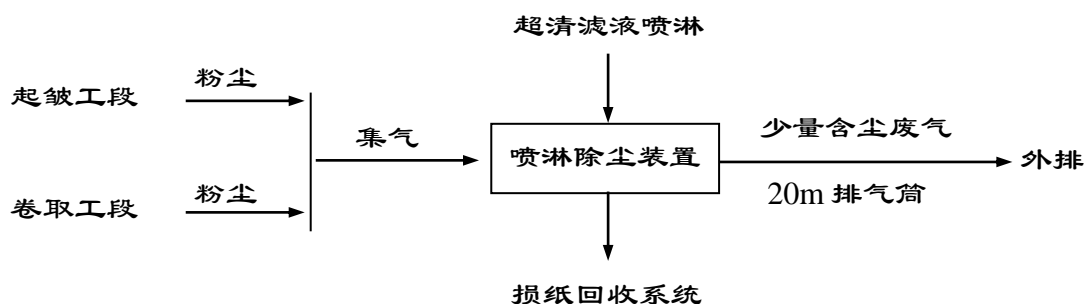 超清滤液喷淋
起皱工段
粉尘
集气
喷淋除尘装置
少量含尘废气
外排
20m 排气筒
卷取工段
粉尘
损纸回收系统